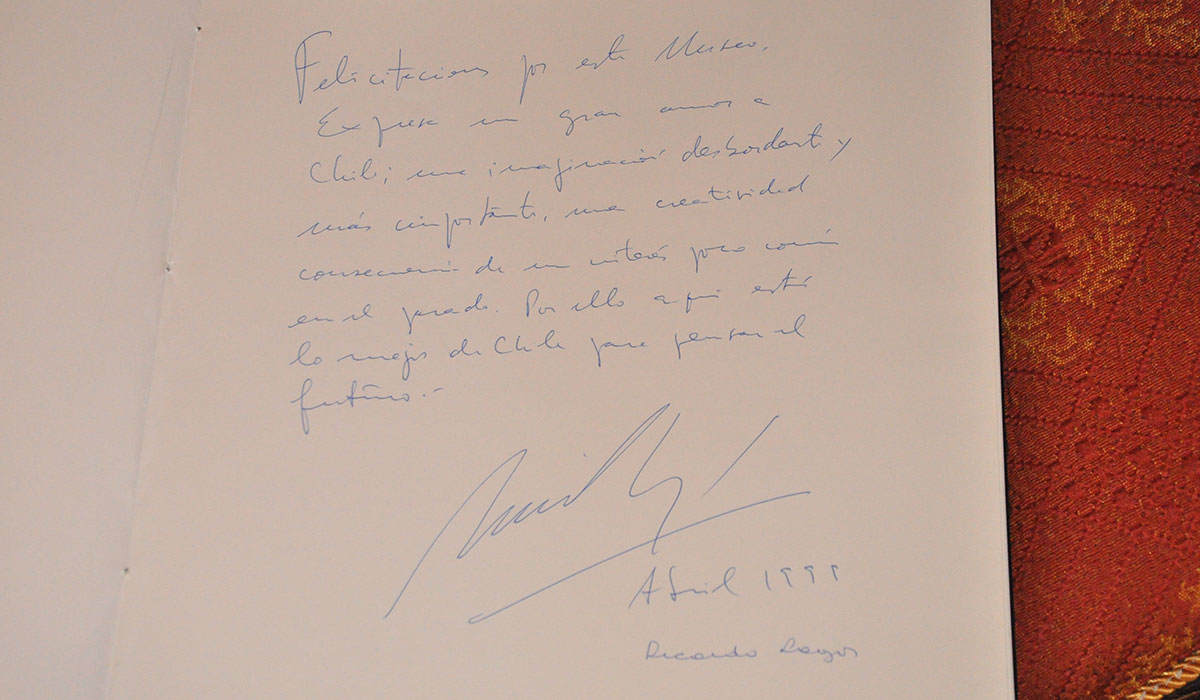 Felicitaciones por este Museo.
Expresa un gran amor a
Chile; una imaginación desbordante y
más importante, una creatividad
consecuencia de un interés poco común
en el pasado. Por ello aquí está
lo mejor de Chile para pensar el
futuro.-
Abril 1999
Ricardo Lagos